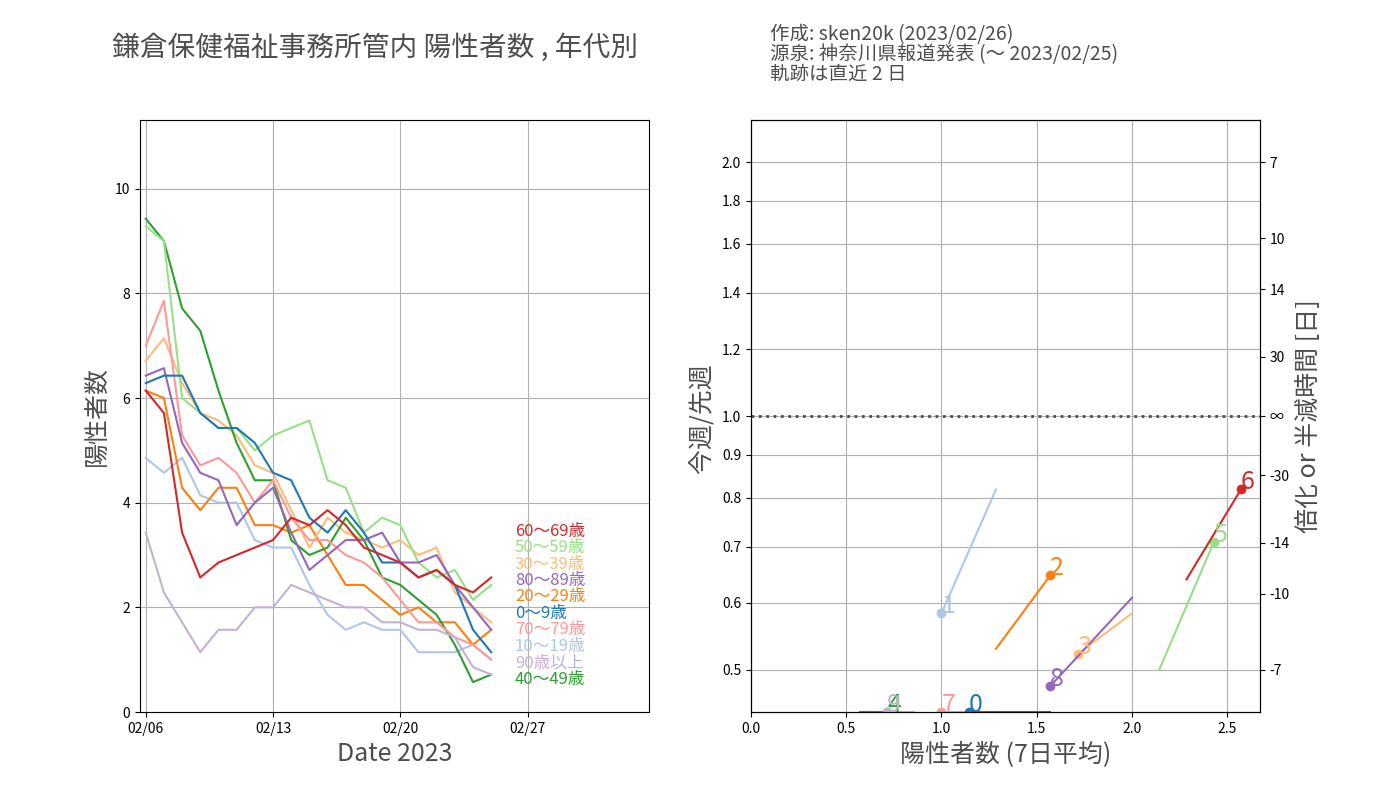 鎌倉保健福祉事務所管内 陽性者数 , 年代別
作成: sken20k (2023/02/26)
源泉: 神奈川県報道発表 (～ 2023/02/25)
軌跡は直近 2 日
陽性者数
10
8
6
4
2
0
02/06
02/13
02/20
02/27
Date 2023
60～69歳
50～59歳
30～39歳
80～89歳
20～29歳
0～9歳
70～79歳
10～19歳
90歳以上
40～49歳
今週/先週
2.0
1.8
1.6
1.4
1.2
1.0
0.9
0.8
0.7
0.6
0.5
6
5
2
1
3
8
4
9
7
0
0.0
0.5
1.0
1.5
2.0
2.5
陽性者数 (7日平均)
7
10
14
30
∞
-30
-14
-10
-7
倍化 or 半減時間 [日]